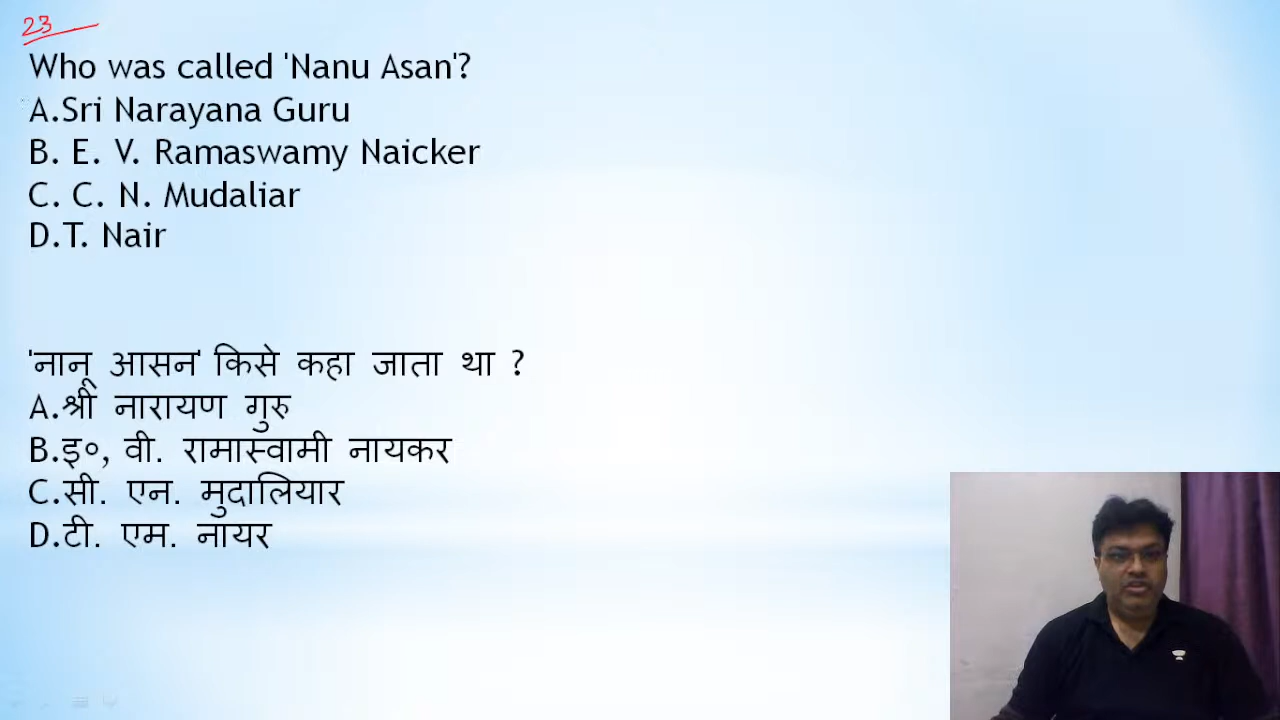 23
Who was called 'Nanu Asan'?
A.Sri Narayana Guru
B. E. V. Ramaswamy Naicker
C. C. N. Mudaliar
D.T. Nair
'नानू आसन' किसे कहा जाता था ?
A.श्री नारायण गुरु
B.इ०, वी. रामास्वामी नायकर
C.सी. एन. मुदालियार
D.टी. एम. नायर